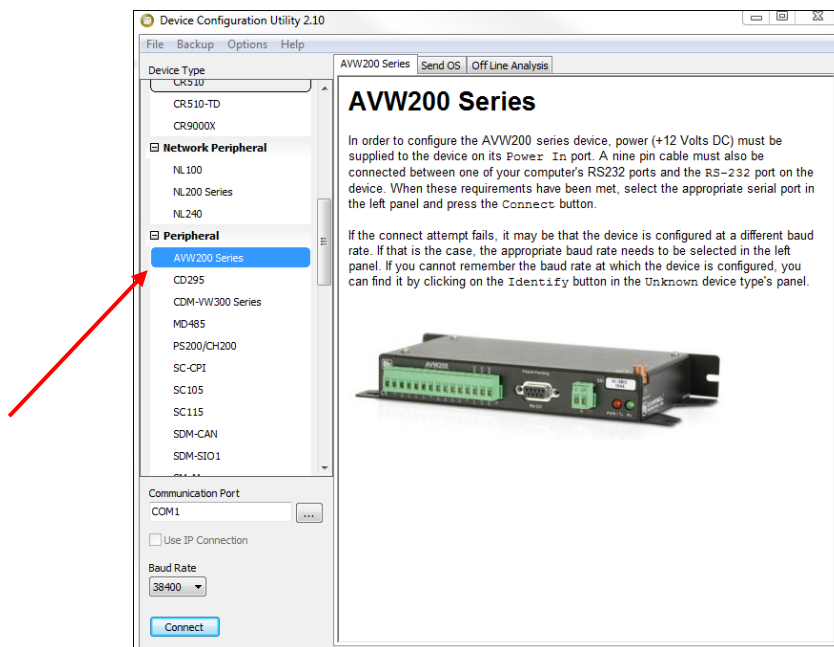 Device Configuration Utility 2.10
File Backup Options Help
Device Type
CR510
CR510-TD
CR9000X
Network Peripheral
NL100
NL200 Series
NL240
Peripheral
AVW200 Series
CD295
CDM-VW300 Series
MD485
PS200/CH200
SC-CPI
SC105
SC115
SDM-CAN
SDM-SIO1
Communication Port
COM1
...
Use IP Connection
Baud Rate
38400
Connect
AVW200 Series Send OS Off Line Analysis
AVW200 Series
In order to configure the AVW200 series device, power (+12 Volts DC) must be
supplied to the device on its Power In port. A nine pin cable must also be
connected between one of your computer's RS232 ports and the RS-232 port on the
device. When these requirements have been met, select the appropriate serial port in
the left panel and press the Connect button.
If the connect attempt fails, it may be that the device is configured at a different baud
rate. If that is the case, the appropriate baud rate needs to be selected in the left
panel. If you cannot remember the baud rate at which the device is configured, you
can find it by clicking on the Identify button in the Unknown device type's panel.
AVW200
Patent Pending
RS-232